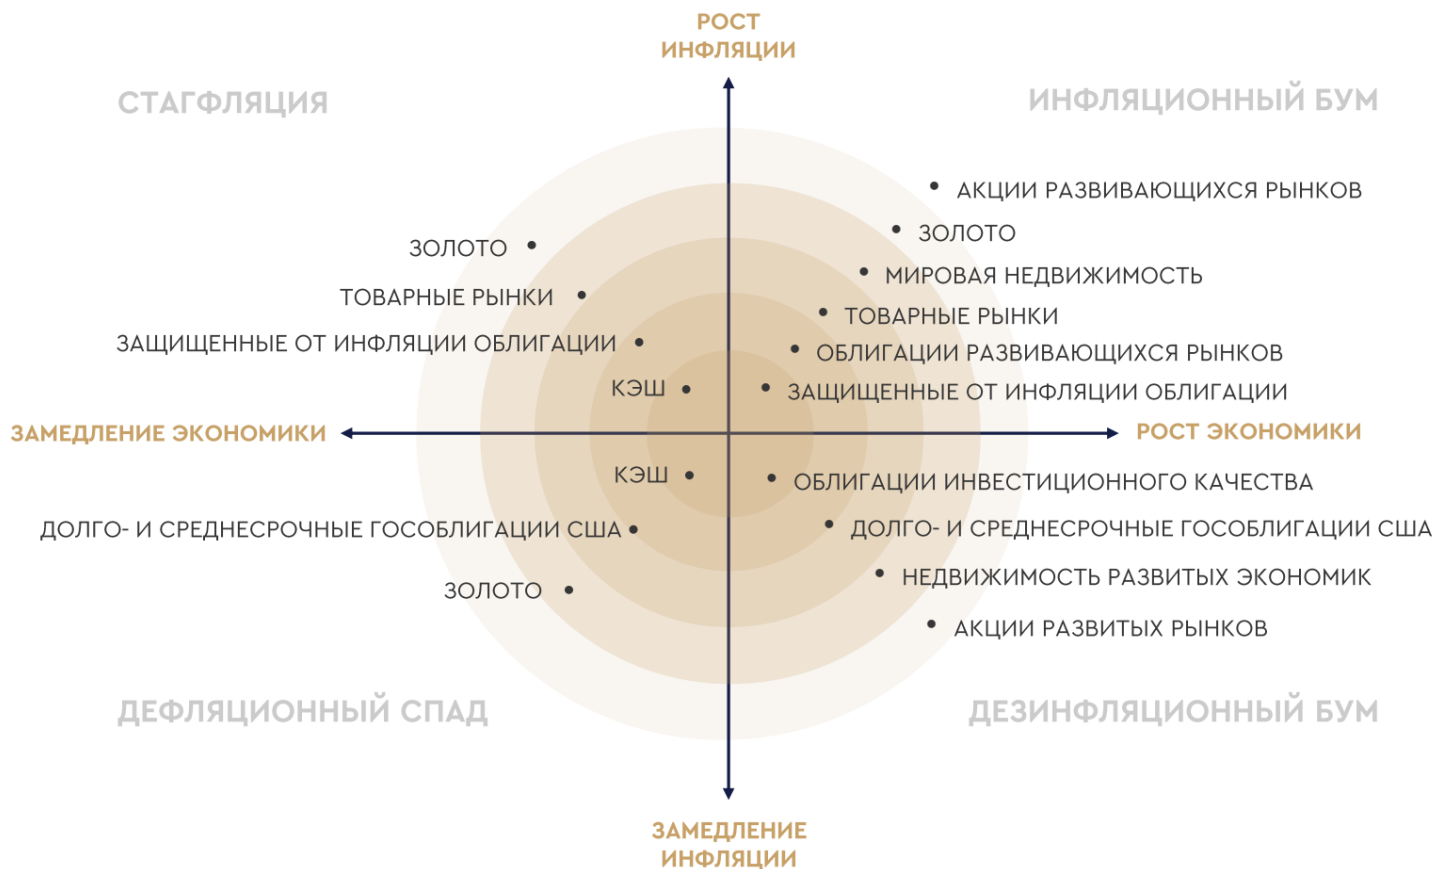 РОСТ
ИНФЛЯЦИИ
СТАГФЛЯЦИЯ
ИНФЛЯЦИОННЫЙ БУМ
АКЦИИ РАЗВИВАЮЩИХСЯ РЫНКОВ
ЗОЛОТО
ЗОЛОТО
МИРОВАЯ НЕДВИЖИМОСТЬ
ТОВАРНЫЕ РЫНКИ
ТОВАРНЫЕ РЫНКИ
ЗАЩИЩЕННЫЕ ОТ ИНФЛЯЦИИ ОБЛИГАЦИИ
ОБЛИГАЦИИ РАЗВИВАЮЩИХСЯ РЫНКОВ
КЭШ
ЗАЩИЩЕННЫЕ ОТ ИНФЛЯЦИИ ОБЛИГАЦИИ
ЗАМЕДЛЕНИЕ ЭКОНОМИКИ
РОСТ ЭКОНОМИКИ
КЭШ
ОБЛИГАЦИИ ИНВЕСТИЦИОННОГО КАЧЕСТВА
ДОЛГО- И СРЕДНЕСРОЧНЫЕ ГОСОБЛИГАЦИИ США
ДОЛГО- И СРЕДНЕСРОЧНЫЕ ГОСОБЛИГАЦИИ США
ЗОЛОТО
НЕДВИЖИМОСТЬ РАЗВИТЫХ ЭКОНОМИК
АКЦИИ РАЗВИТЫХ РЫНКОВ
ДЕФЛЯЦИОННЫЙ СПАД
ДЕЗИНФЛЯЦИОННЫЙ БУМ
ЗАМЕДЛЕНИЕ
ИНФЛЯЦИИ